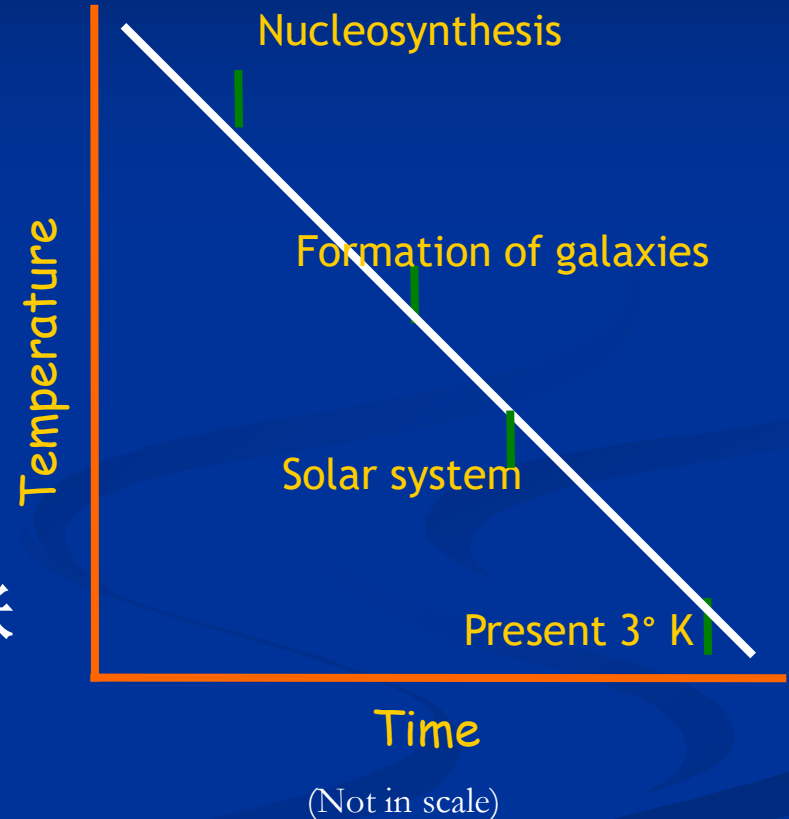 Nucleosynthesis
Formation of galaxies
Temperature
Solar system
Present 3° K
Time
(Not in scale)